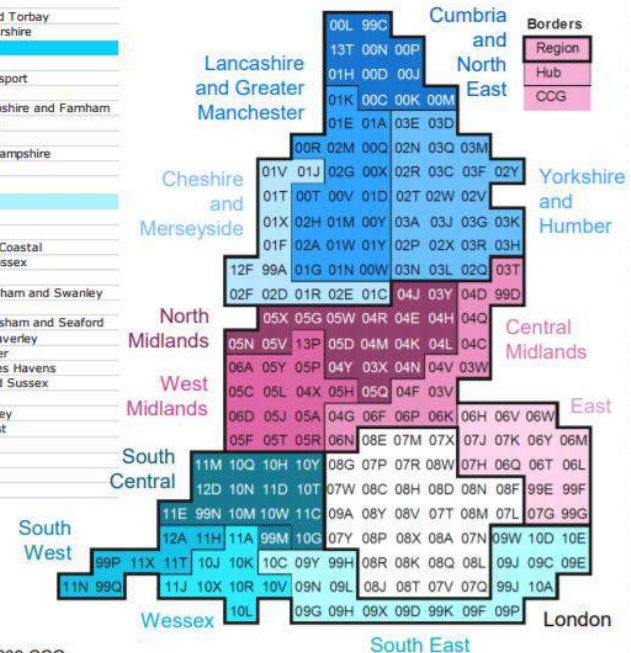 d Torbay
rshire
sport
shire and Farnham
ampshire
Coastal
ssex
ham and Swanley
sham and Seaford
averley
er
es Havens
d Sussex
ey
st
Cumbria
and
North
East
Borders
Region
Hub
CCG
Lancashire
and Greater
Manchester
Cheshire
and
Merseyside
Yorkshire
and
Humber
North
Midlands
Central
Midlands
West
Midlands
East
South
Central
South
West
Wessex
South East
London
00L 99C
13T 00N 00P
01H 00D 00J
01K 00C 00K 00M
01E 01A 03E 03D
00R 02M 00Q 02N 03Q 03M
01V 01J 02G 00X 02R 03C 03F 02Y
01T 00T 00V 01D 02T 02W 02V
01X 02H 01M 00Y 03A 03J 03G 03K
01F 02A 01W 01Y 02P 02X 03R 03H
12F 99A 01G 01N 00W 03N 03L 02Q 03T
02F 02D 01R 02E 01C 04J 03Y 04D 99D
05X 05G 05W 04R 04E 04H 04Q
05N 05V 13P 05D 04M 04K 04L 04C
06A 05Y 05P 04Y 03X 04N 04V 03W
05C 05L 04X 05H 05Q 04F 03V
06D 05J 05A 04G 06F 06P 06K 06H 06V 06W
05F 05T 05R 06N 08E 07M 07X 07J 07K 06Y 06M
11M 10Q 10H 10Y 08G 07P 07R 08W 07H 06Q 06T 06L
12D 10N 11D 10T 07W 08C 08H 08D 08N 08F 99E 99F
11E 99N 10M 10W 11C 09A 08Y 08V 07T 08M 07L 07G 99G
12A 11H 11A 99M 10G 07Y 08P 08X 08A 07N 09W 10D 10E
99P 11X 11T 10J 10K 10C 09Y 99H 08R 08K 08Q 08L 09J 09C 09E
11N 99Q 11J 10X 10R 10V 09N 09L 08J 08T 07V 07Q 99J 10A
10L 09G 09H 09X 09D 99K 09F 09P